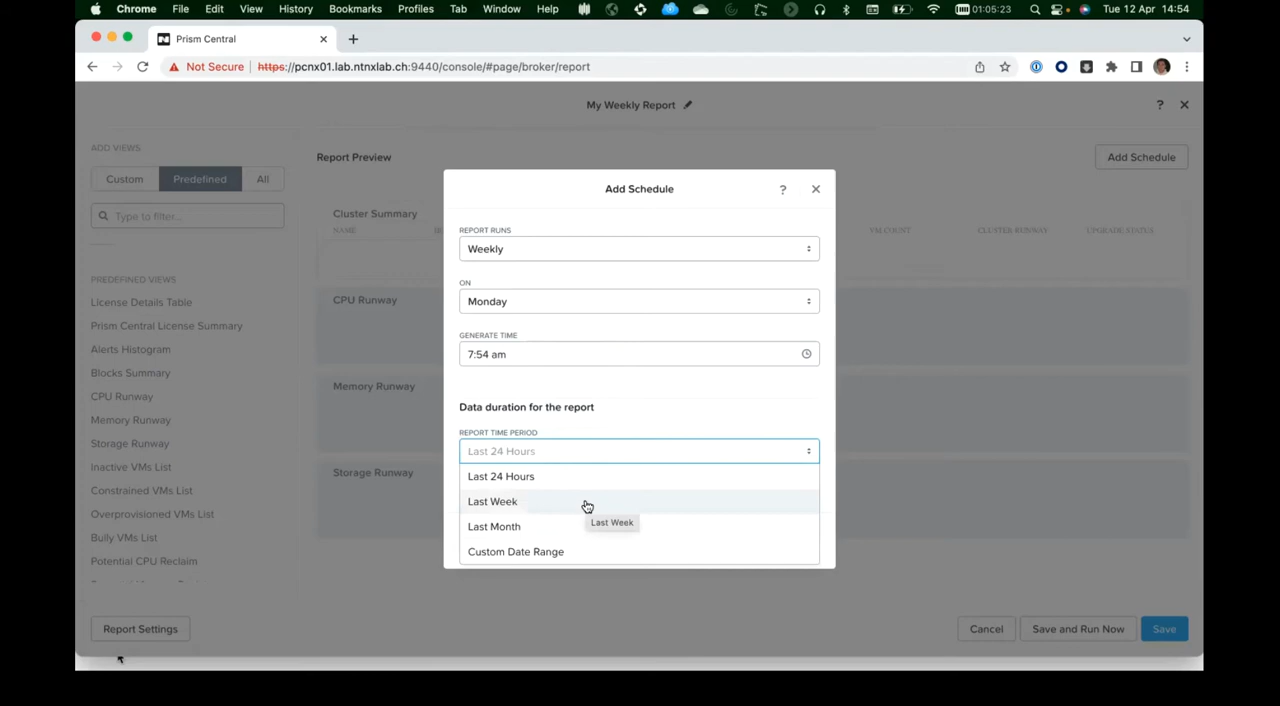 Chrome File Edit View History Bookmarks Profiles Tab Window Help 01:05:23 Tue 12 Apr 14:54
Prism Central
Not Secure https://pcnx01.lab.ntnxlab.ch:9440/console/#page/broker/report
My Weekly Report ?
ADD VIEWS
Custom Predefined All
Type to filter...
PREDEFINED VIEWS
License Details Table
Prism Central License Summary
Alerts Histogram
Blocks Summary
CPU Runway
Memory Runway
Storage Runway
Inactive VMs List
Constrained VMs List
Overprovisioned VMs List
Bully VMs List
Potential CPU Reclaim
Report Settings
Report Preview
Add Schedule
Cluster Summary
NAME VM COUNT CLUSTER RUNWAY UPGRADE STATUS
CPU Runway
Memory Runway
Storage Runway
Add Schedule ?
REPORT RUNS
Weekly
ON
Monday
GENERATE TIME
7:54 am
Data duration for the report
REPORT TIME PERIOD
Last 24 Hours
Last 24 Hours
Last Week
Last Week
Last Month
Custom Date Range
Cancel Save and Run Now Save